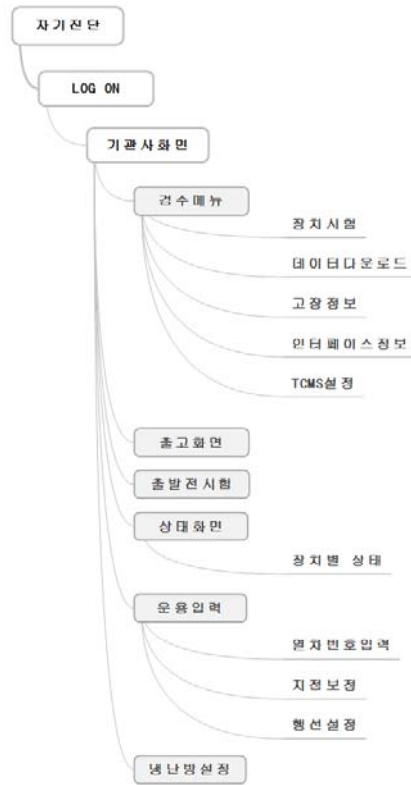 자기진단
LOG ON
기관사화면
검수메뉴
장치시험
데이터다운로드
고장정보
인터페이스정보
TCMS설정
출고화면
출발전시험
상태화면
장치별 상태
운용입력
열차번호입력
지점보정
행선설정
냉난방설정